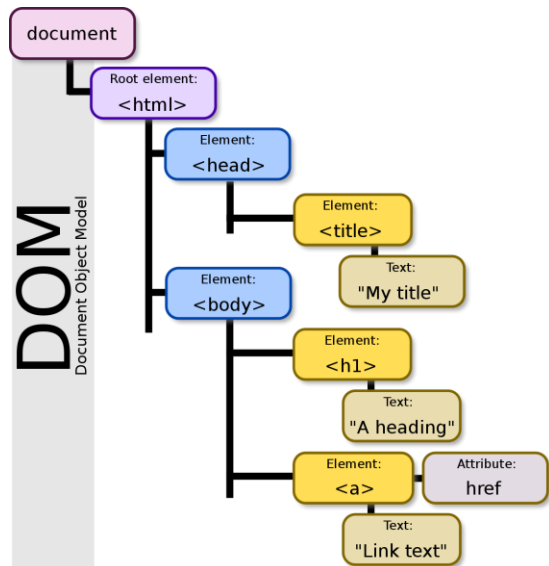 document
Root element:
<html>
Element:
<head>
Element:
<title>
Text:
"My title"
Element:
<body>
Element:
<h1>
Text:
"A heading"
Element:
<a>
Attribute:
href
Text:
"Link text"
DOM
Document Object Model